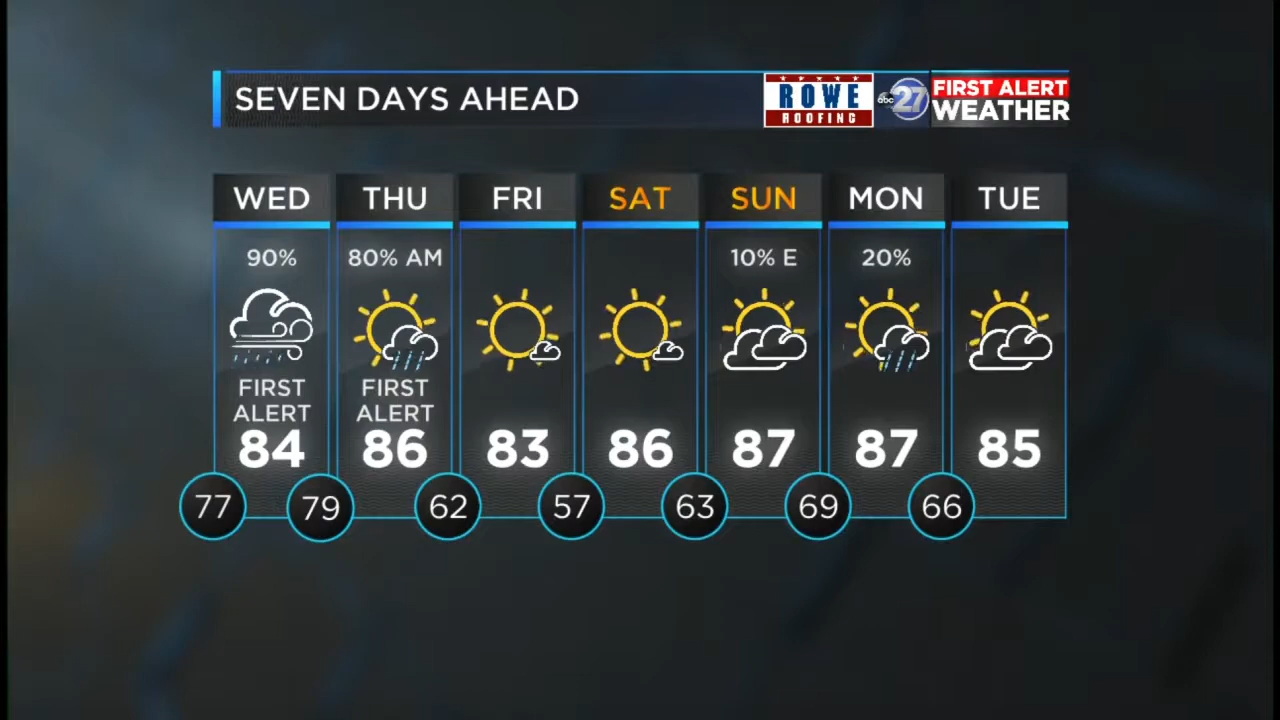 SEVEN DAYS AHEAD
ROWE
ROOFING
abc 27
FIRST ALERT
WEATHER
WED THU FRI SAT SUN MON TUE
90% 80% AM 10% E 20%
FIRST FIRST
ALERT ALERT
84 86 83 86 87 87 85
77 79 62 57 63 69 66